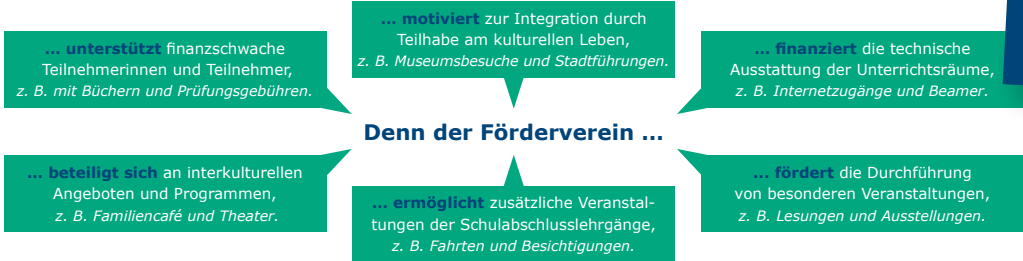 ... unterstützt finanzschwache
Teilnehmerinnen und Teilnehmer,
z. B. mit Büchern und Prüfungsgebühren.
... motiviert zur Integration durch
Teilhabe am kulturellen Leben,
z. B. Museumsbesuche und Stadtführungen.
... finanziert die technische
Ausstattung der Unterrichtsräume,
z. B. Internetzugänge und Beamer.
Denn der Förderverein ...
... beteiligt sich an interkulturellen
Angeboten und Programmen,
z. B. Familiencafé und Theater.
... ermöglicht zusätzliche Veranstal-
tungen der Schulabschlusslehrgänge,
z. B. Fahrten und Besichtigungen.
... fördert die Durchführung
von besonderen Veranstaltungen,
z. B. Lesungen und Ausstellungen.